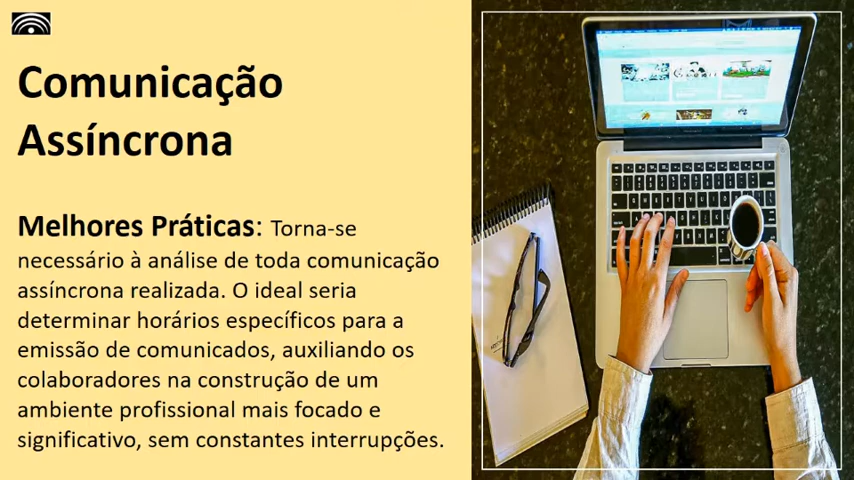 Comunicação
Assíncrona
Melhores Práticas: Torna-se
necessário à análise de toda comunicação
assíncrona realizada. O ideal seria
determinar horários específicos para a
emissão de comunicados, auxiliando os
colaboradores na construção de um
ambiente profissional mais focado e
significativo, sem constantes interrupções.